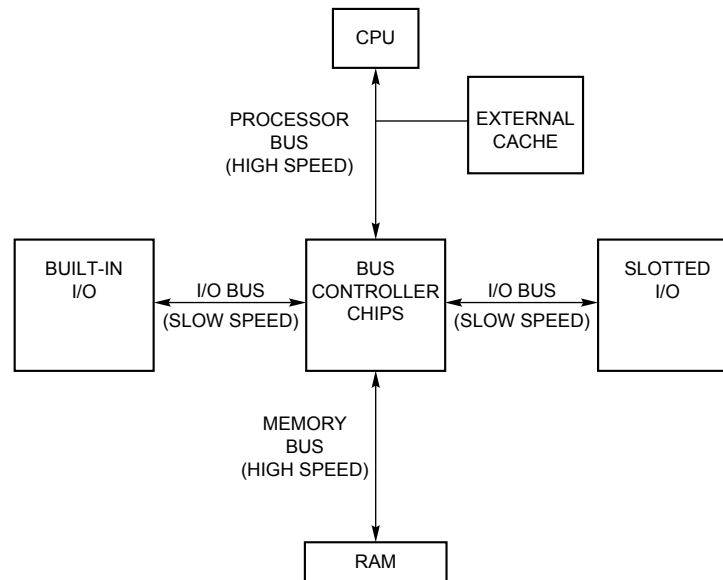 CPU
PROCESSOR
BUS
(HIGH SPEED)
EXTERNAL
CACHE
BUILT-IN
I/O
I/O BUS
(SLOW SPEED)
BUS
CONTROLLER
CHIPS
I/O BUS
(SLOW SPEED)
SLOTTED
I/O
MEMORY
BUS
(HIGH SPEED)
RAM